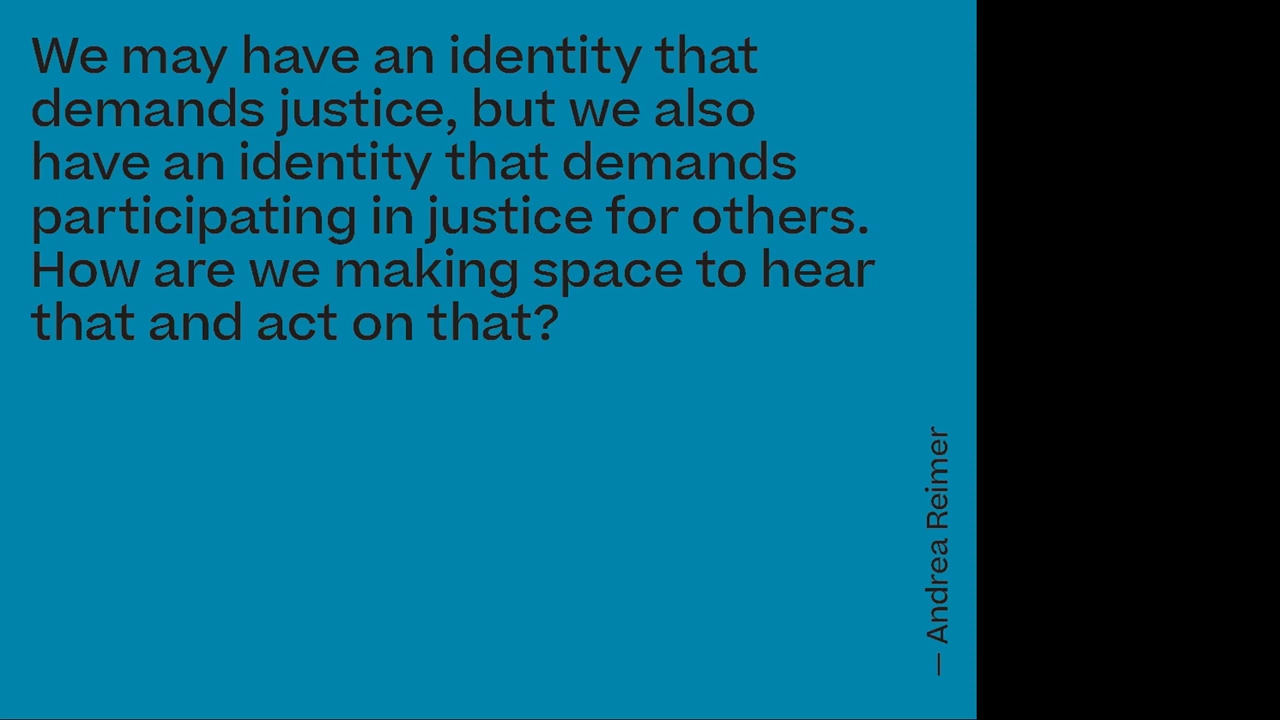 We may have an identity that
demands justice, but we also
have an identity that demands
participating in justice for others.
How are we making space to hear
that and act on that?
— Andrea Reimer